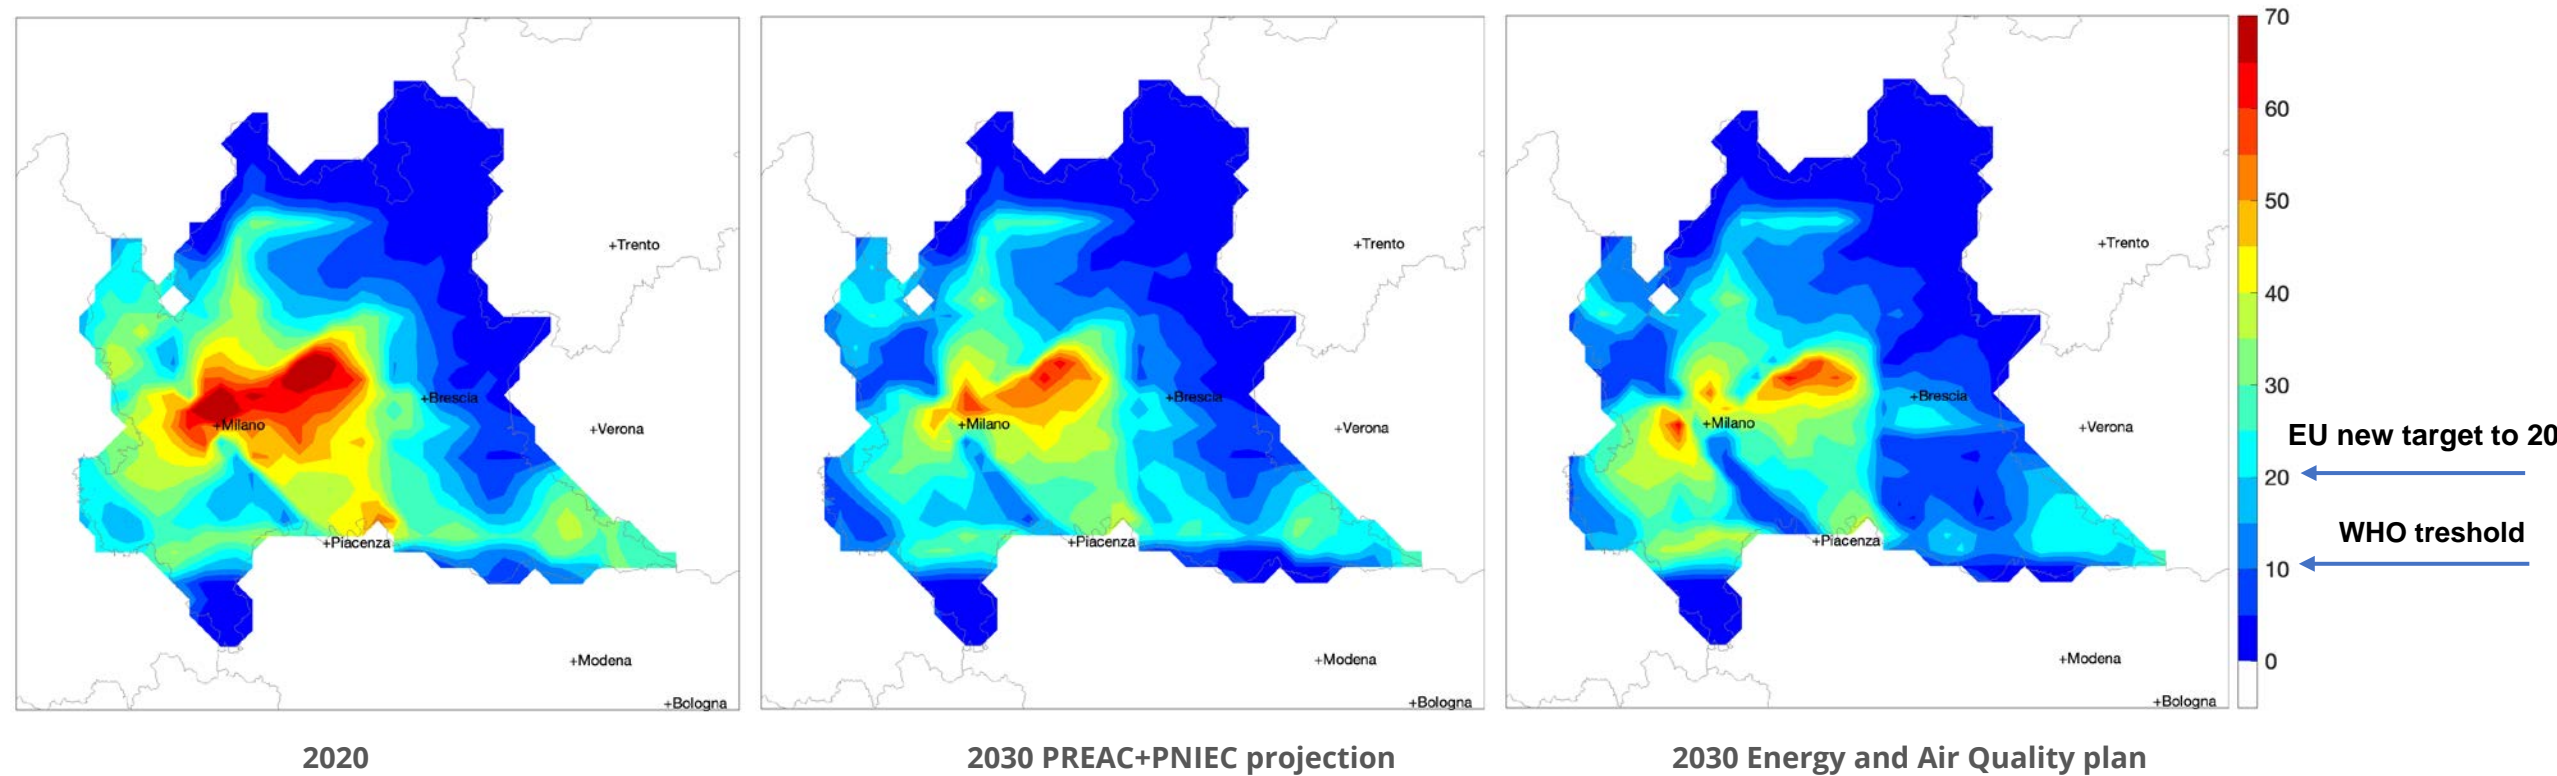 +Trento
+Brescia
+Milano
+Verona
+Piacenza
+Modena
+Bologna
2020
+Trento
+Brescia
+Milano
+Verona
+Piacenza
+Modena
+Bologna
2030 PREAC+PNIEC projection
+Trento
+Brescia
+Milano
+Verona
+Piacenza
+Modena
+Bologna
2030 Energy and Air Quality plan
70
60
50
40
30
EU new target to 20
20
WHO treshold
10
0